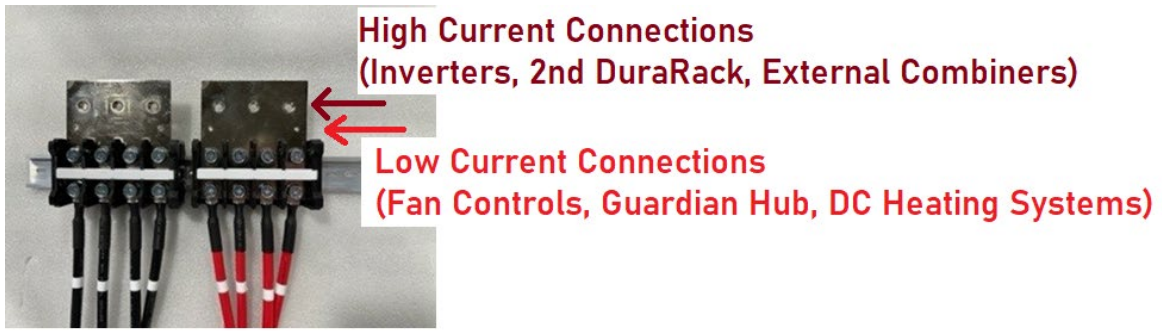 High Current Connections
(Inverters, 2nd DuraRack, External Combiners)
Low Current Connections
(Fan Controls, Guardian Hub, DC Heating Systems)